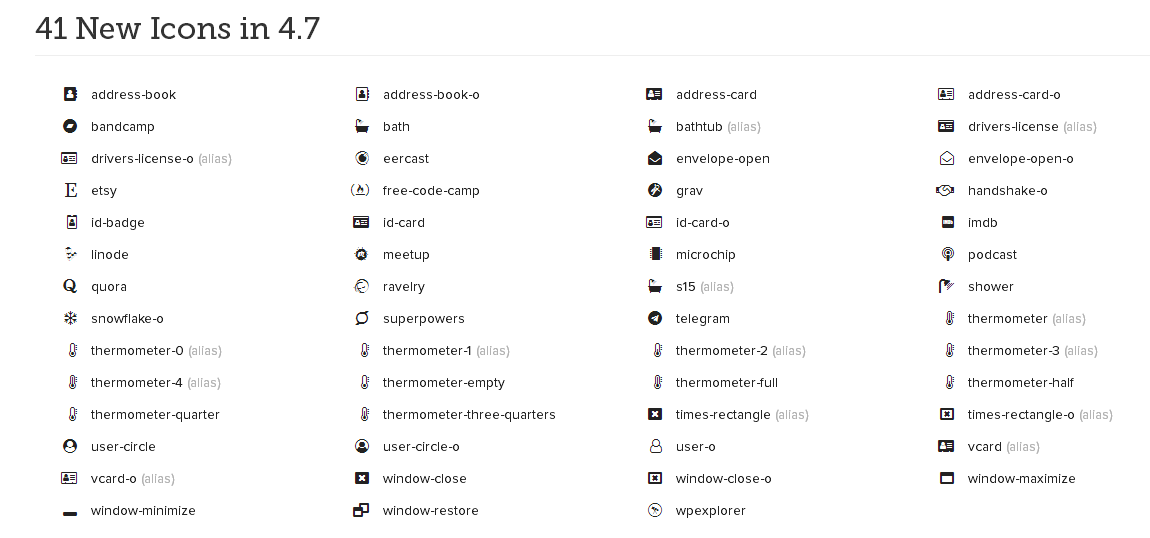 41 New Icons in 4.7
address-book address-book-o address-card address-card-o
bandcamp bath bathtub (alias) drivers-license (alias)
drivers-license-o (alias) eercast envelope-open envelope-open-o
etsy free-code-camp grav handshake-o
id-badge id-card id-card-o imdb
linode meetup microchip podcast
quora ravelry s15 (alias) shower
snowflake-o superpowers telegram thermometer (alias)
thermometer-0 (alias) thermometer-1 (alias) thermometer-2 (alias) thermometer-3 (alias)
thermometer-4 (alias) thermometer-empty thermometer-full thermometer-half
thermometer-quarter thermometer-three-quarters times-rectangle (alias) times-rectangle-o (alias)
user-circle user-circle-o user-o vcard (alias)
vcard-o (alias) window-close window-close-o window-maximize
window-minimize window-restore wpexplorer